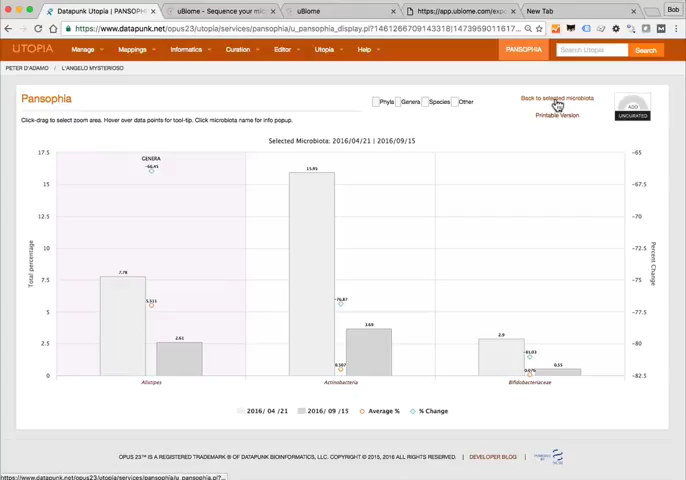 Datapunk Utopia | PANSOP
uBiome - Sequence your mi
uBiome
https://app.ubiome.com/expo
New Tab
Bob
https://www.datapunk.net/opus23/utopia/services/pansophia/u_pansophia_display.pl?
UTOPIA
Manage
Mappings
Informatics
Curation
Editor
Utopia
Help
PANSOPHIA
Search Utopia
Search
PETER D'ADAMO / L'ANGELO MYSTERIOSO
Pansophia
Phyla
Genera
Species
Other
Back to selected microbiota
Printable Version
ADD
UNCURATED
Click-drag to select zoom area. Hover over data points for tool-tip. Click microbiota name for info popup.
Selected Microbiota: 2016/04/21 | 2016/09/15
Total percentage
17.5
15
12.5
10
7.5
5
2.5
0
GENERA
-66.45
7.78
5.511
2.61
15.95
-76.87
0.507
3.69
2.9
-81.03
0.676
0.55
-65
-67.5
-70
-72.5
-75
-77.5
-80
-82.5
Percent Change
Alistipes
Actinobacteria
Bifidobacteriaceae
2016/ 04 /21
2016/ 09 /15
Average %
% Change
OPUS 23™ IS A REGISTERED TRADEMARK ® OF DATAPUNK BIOINFORMATICS, LLC. COPYRIGHT © 2015, 2016 ALL RIGHTS RESERVED. | DEVELOPER BLOG
POWERED BY
https://www.datapunk.net/opus23/utopia/services/pansophia/u_pansophia.pl?...